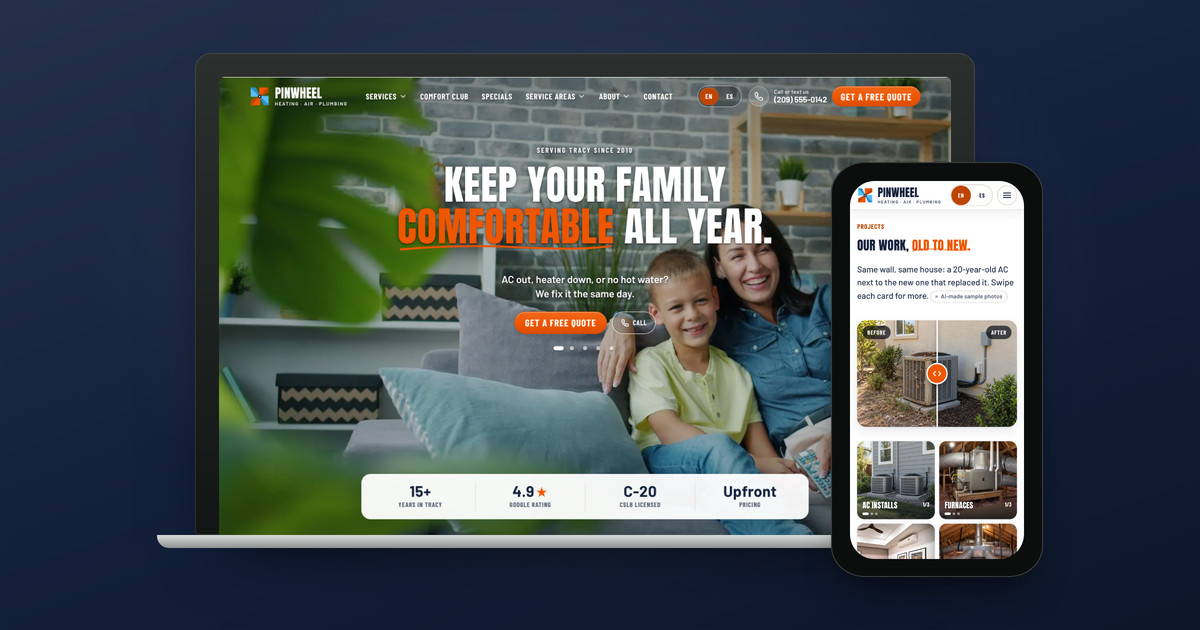 PINWHEEL
HEATING · AIR · PLUMBING
SERVICES
COMFORT CLUB
SPECIALS
SERVICE AREAS
ABOUT
CONTACT
EN
ES
Call or text us
(209) 555-0142
GET A FREE QUOTE
SERVING TRACY SINCE 2010
KEEP YOUR FAMILY
COMFORTABLE ALL YEAR.
AC out, heater down, or no hot water?
We fix it the same day.
GET A FREE QUOTE
CALL
15+
YEARS IN TRACY
4.9★
GOOGLE RATING
C-20
CSLB LICENSED
Upfront
PRICING
PINWHEEL
HEATING · AIR · PLUMBING
EN
ES
PROJECTS
OUR WORK, OLD TO NEW.
Same wall, same house: a 20-year-old AC
next to the new one that replaced it. Swipe
each card for more. AI-made sample photos
BEFORE
AFTER
AC INSTALLS
1/3
FURNACES
1/3